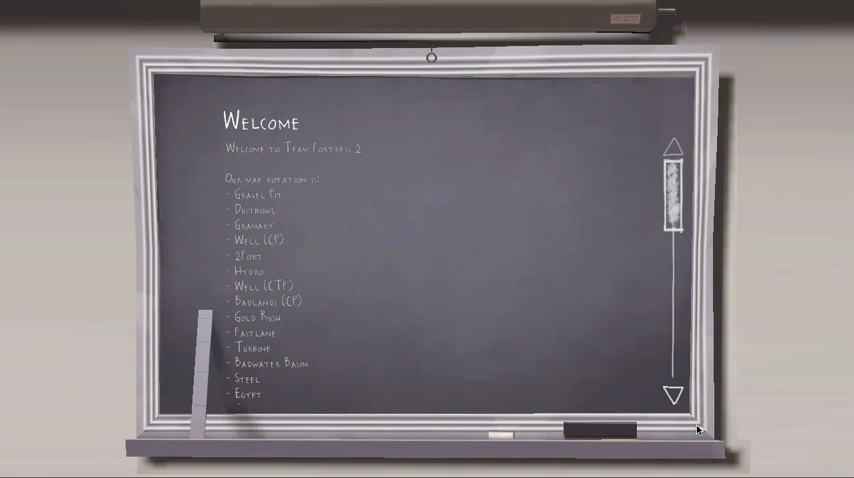 Welcome
Welcome to Team Fortress 2
Our map rotation is:
- Gravel Pit
- Dustbowl
- Granary
- Well (CP)
- 2Fort
- Hydro
- Well (CTF)
- Badlands (CP)
- Gold Rush
- Fastlane
- Turbine
- Badwater Basin
- Steel
- Egypt